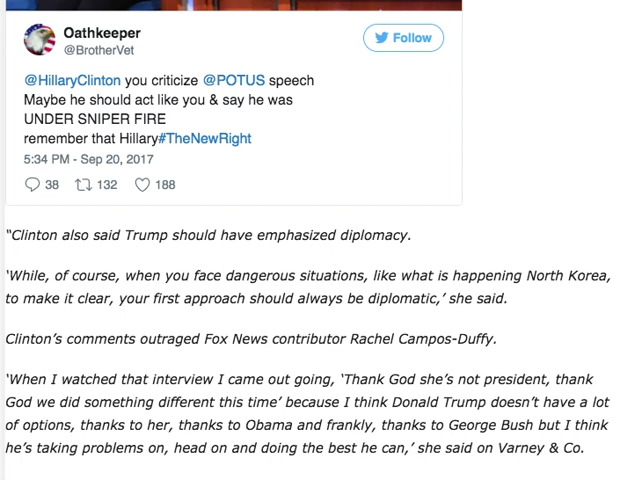 Oathkeeper
@BrotherVet
Follow
@HillaryClinton you criticize @POTUS speech
Maybe he should act like you & say he was
UNDER SNIPER FIRE
remember that Hillary#TheNewRight
5:34 PM - Sep 20, 2017
38 132 188
“Clinton also said Trump should have emphasized diplomacy.
‘While, of course, when you face dangerous situations, like what is happening North Korea,
to make it clear, your first approach should always be diplomatic,’ she said.
Clinton’s comments outraged Fox News contributor Rachel Campos-Duffy.
‘When I watched that interview I came out going, ‘Thank God she’s not president, thank
God we did something different this time’ because I think Donald Trump doesn’t have a lot
of options, thanks to her, thanks to Obama and frankly, thanks to George Bush but I think
he’s taking problems on, head on and doing the best he can,’ she said on Varney & Co.